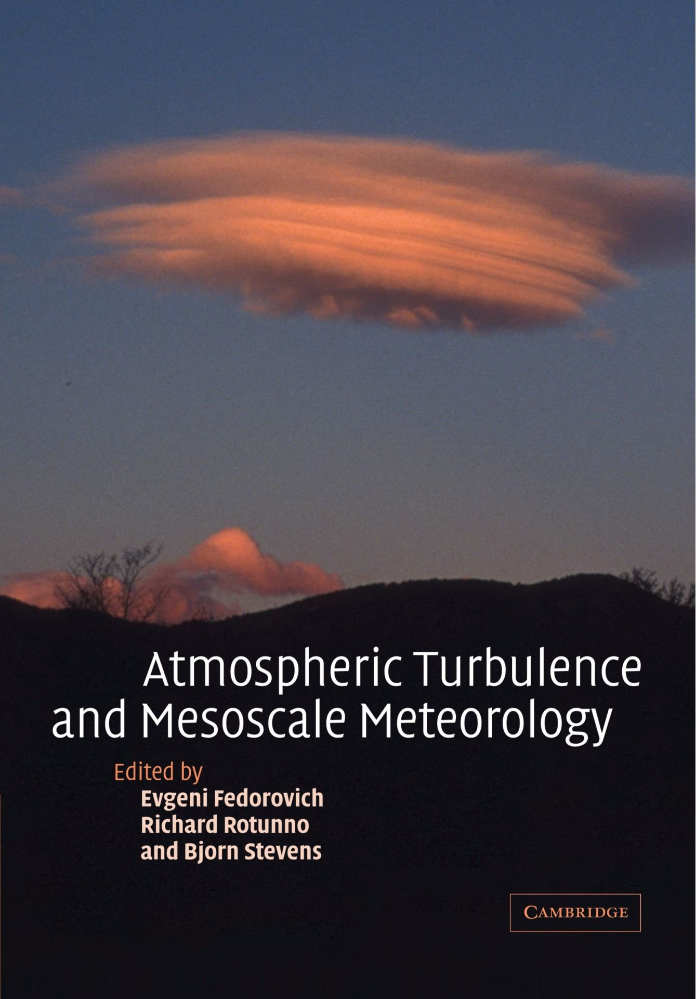 Atmospheric Turbulence
and Mesoscale Meteorology
Edited by
Evgeni Fedorovich
Richard Rotunno
and Bjorn Stevens
CAMBRIDGE